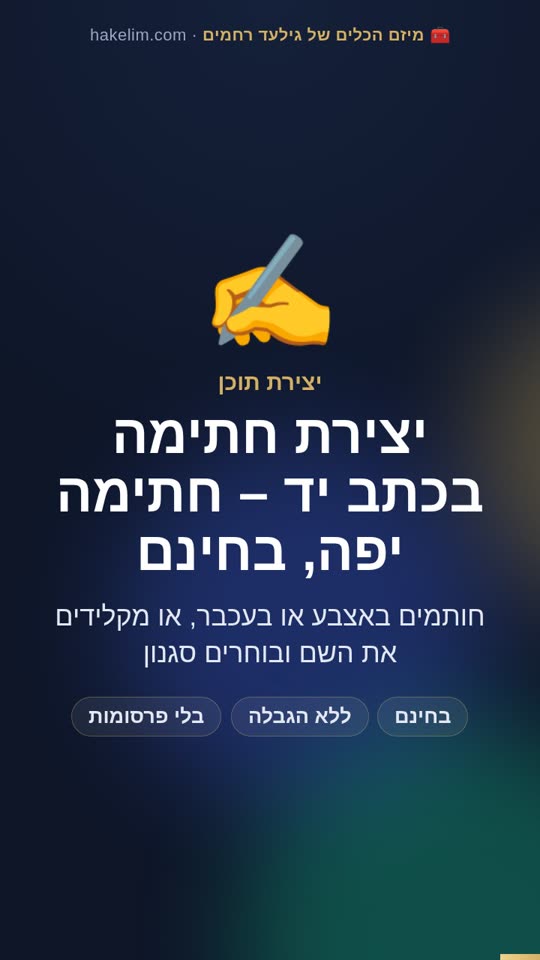 🧰 מיזם הכלים של גילעד רחמים · hakelim.com
יצירת תוכן
יצירת חתימה
בכתב יד – חתימה
יפה, בחינם
חותמים באצבע או בעכבר, או מקלידים
את השם ובוחרים סגנון
בחינם
ללא הגבלה
בלי פרסומות